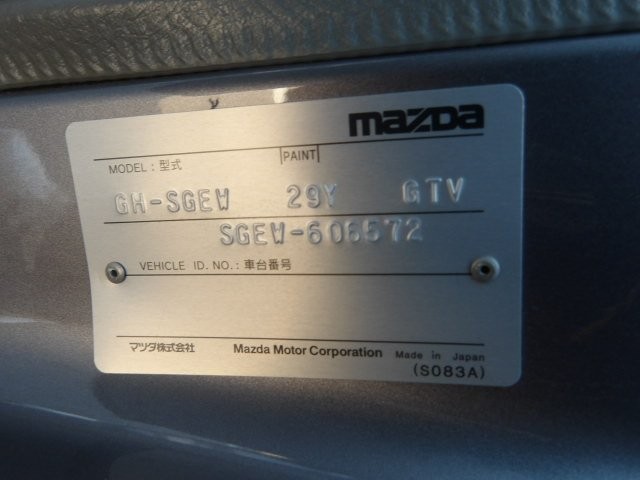 mazda
MODEL : 型式 PAINT
GH-SGEW 29Y GTV
SGEW-606572
VEHICLE ID. NO. : 車台番号
マツダ株式会社 Mazda Motor Corporation Made in Japan
(S083A)